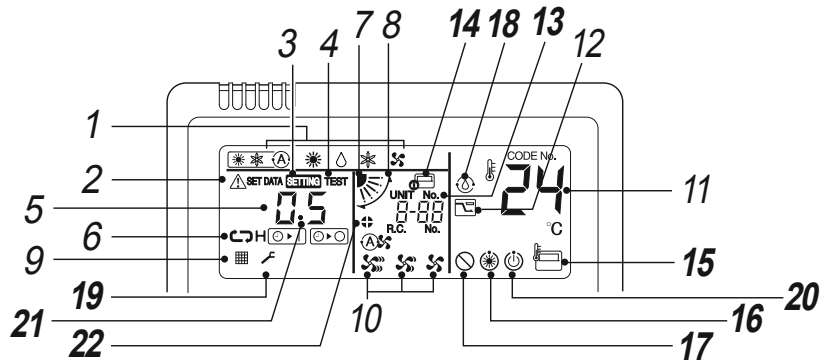 7 8 14 18 13 12
3 4
1
CODE No.
A
2 SET DATA SETTING TEST
UNIT No.
24 11
5 0.5
8-88
R.C. No.
°C
6 H
A
9
15
19
20
10
21
16
22
17